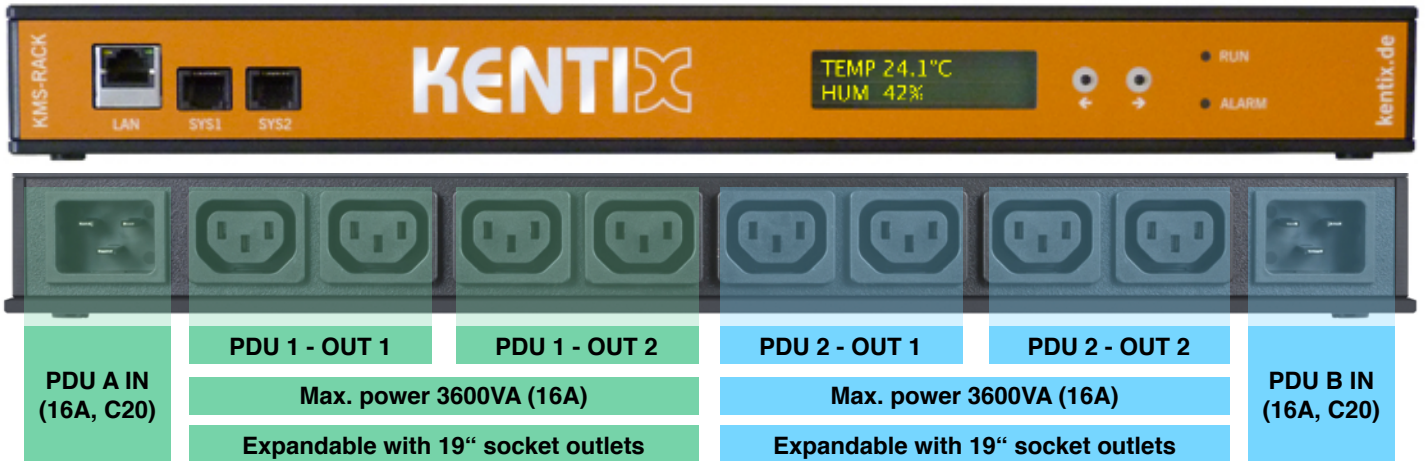 KMS-RACK
LAN
SYS1
SYS2
KENTIX
TEMP 24.1°C
HUM 42%
←
→
RUN
ALARM
kentix.de
PDU A IN
(16A, C20)
PDU 1 - OUT 1
PDU 1 - OUT 2
Max. power 3600VA (16A)
Expandable with 19“ socket outlets
PDU 2 - OUT 1
PDU 2 - OUT 2
Max. power 3600VA (16A)
Expandable with 19“ socket outlets
PDU B IN
(16A, C20)